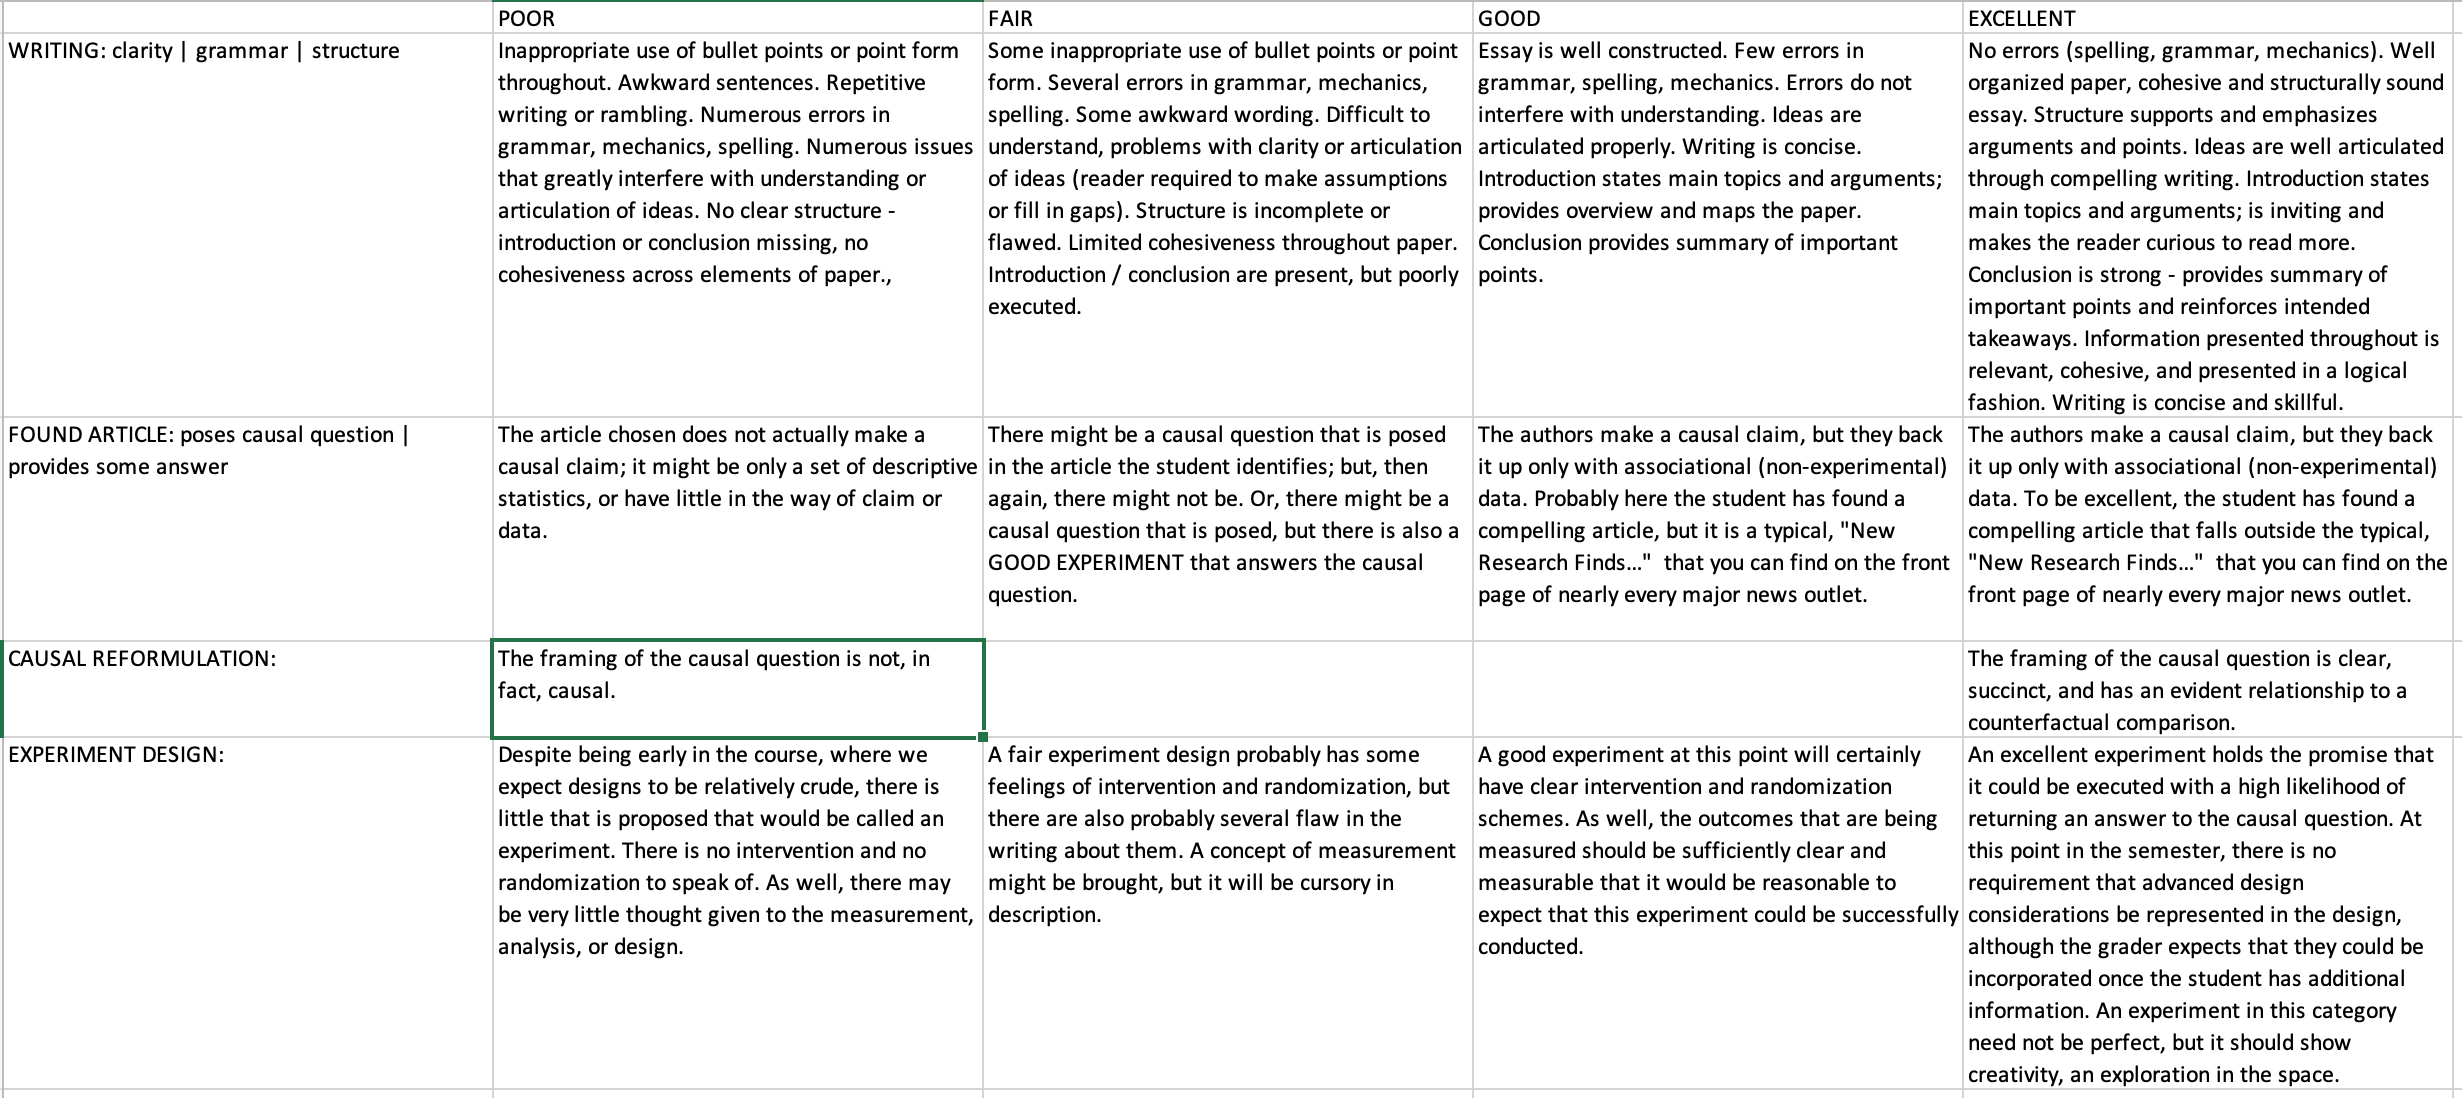 POOR
FAIR
GOOD
EXCELLENT
WRITING: clarity | grammar | structure
Inappropriate use of bullet points or point form
throughout. Awkward sentences. Repetitive
writing or rambling. Numerous errors in
grammar, mechanics, spelling. Numerous issues
that greatly interfere with understanding or
articulation of ideas. No clear structure -
introduction or conclusion missing, no
cohesiveness across elements of paper.,
Some inappropriate use of bullet points or point
form. Several errors in grammar, mechanics,
spelling. Some awkward wording. Difficult to
understand, problems with clarity or articulation
of ideas (reader required to make assumptions
or fill in gaps). Structure is incomplete or
flawed. Limited cohesiveness throughout paper.
Introduction / conclusion are present, but poorly
executed.
Essay is well constructed. Few errors in
grammar, spelling, mechanics. Errors do not
interfere with understanding. Ideas are
articulated properly. Writing is concise.
Introduction states main topics and arguments;
provides overview and maps the paper.
Conclusion provides summary of important
points.
No errors (spelling, grammar, mechanics). Well
organized paper, cohesive and structurally sound
essay. Structure supports and emphasizes
arguments and points. Ideas are well articulated
through compelling writing. Introduction states
main topics and arguments; is inviting and
makes the reader curious to read more.
Conclusion is strong - provides summary of
important points and reinforces intended
takeaways. Information presented throughout is
relevant, cohesive, and presented in a logical
fashion. Writing is concise and skillful.
FOUND ARTICLE: poses causal question |
provides some answer
The article chosen does not actually make a
causal claim; it might be only a set of descriptive
statistics, or have little in the way of claim or
data.
There might be a causal question that is posed
in the article the student identifies; but, then
again, there might not be. Or, there might be a
causal question that is posed, but there is also a
GOOD EXPERIMENT that answers the causal
question.
The authors make a causal claim, but they back
it up only with associational (non-experimental)
data. Probably here the student has found a
compelling article, but it is a typical, "New
Research Finds..."  that you can find on the front
page of nearly every major news outlet.
The authors make a causal claim, but they back
it up only with associational (non-experimental)
data. To be excellent, the student has found a
compelling article that falls outside the typical,
"New Research Finds..."  that you can find on the
front page of nearly every major news outlet.
CAUSAL REFORMULATION:
The framing of the causal question is not, in
fact, causal.
The framing of the causal question is clear,
succinct, and has an evident relationship to a
counterfactual comparison.
EXPERIMENT DESIGN:
Despite being early in the course, where we
expect designs to be relatively crude, there is
little that is proposed that would be called an
experiment. There is no intervention and no
randomization to speak of. As well, there may
be very little thought given to the measurement,
analysis, or design.
A fair experiment design probably has some
feelings of intervention and randomization, but
there are also probably several flaw in the
writing about them. A concept of measurement
might be brought, but it will be cursory in
description.
A good experiment at this point will certainly
have clear intervention and randomization
schemes. As well, the outcomes that are being
measured should be sufficiently clear and
measurable that it would be reasonable to
expect that this experiment could be successfully
conducted.
An excellent experiment holds the promise that
it could be executed with a high likelihood of
returning an answer to the causal question. At
this point in the semester, there is no
requirement that advanced design
considerations be represented in the design,
although the grader expects that they could be
incorporated once the student has additional
information. An experiment in this category
need not be perfect, but it should show
creativity, an exploration in the space.